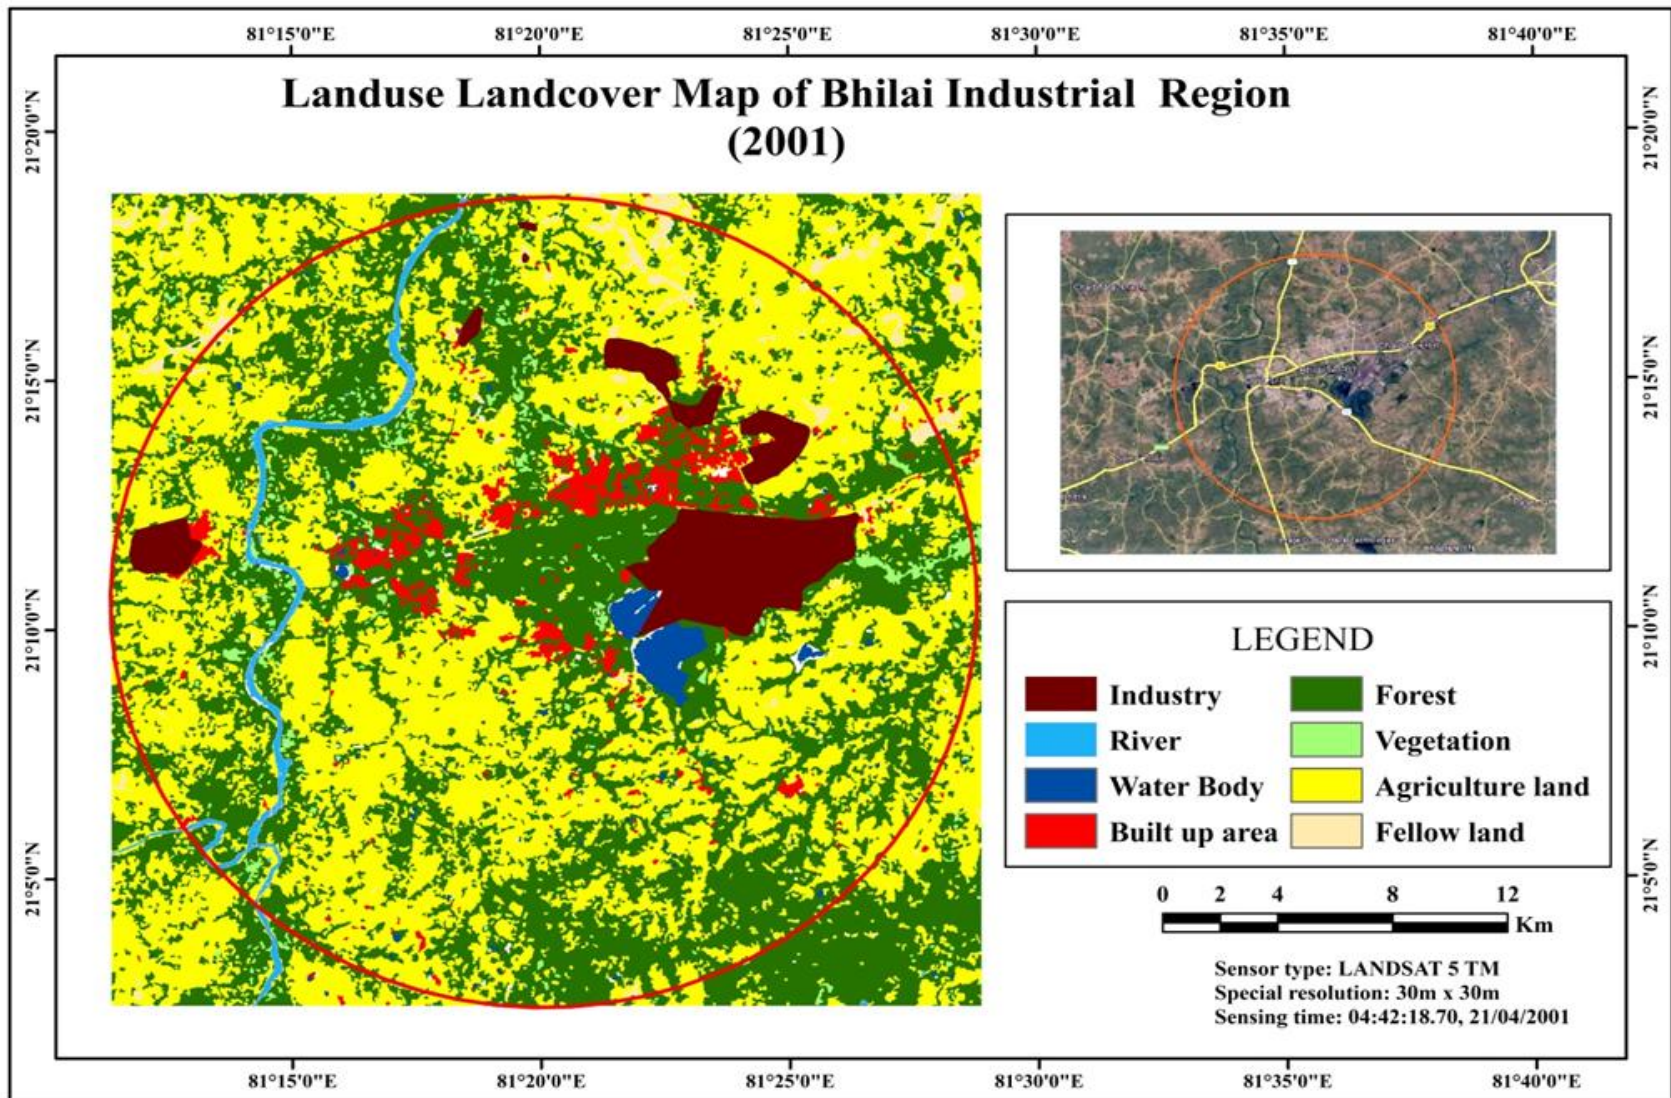 81°15'0"E 81°20'0"E 81°25'0"E 81°30'0"E 81°35'0"E 81°40'0"E
Landuse Landcover Map of Bhilai Industrial Region
(2001)
21°20'0"N
21°15'0"N
21°10'0"N
21°5'0"N
21°20'0"N
21°15'0"N
21°10'0"N
21°5'0"N
LEGEND
Industry
River
Water Body
Built up area
Forest
Vegetation
Agriculture land
Fellow land
0 2 4 8 12
Km
Sensor type: LANDSAT 5 TM
Special resolution: 30m x 30m
Sensing time: 04:42:18.70, 21/04/2001
81°15'0"E 81°20'0"E 81°25'0"E 81°30'0"E 81°35'0"E 81°40'0"E